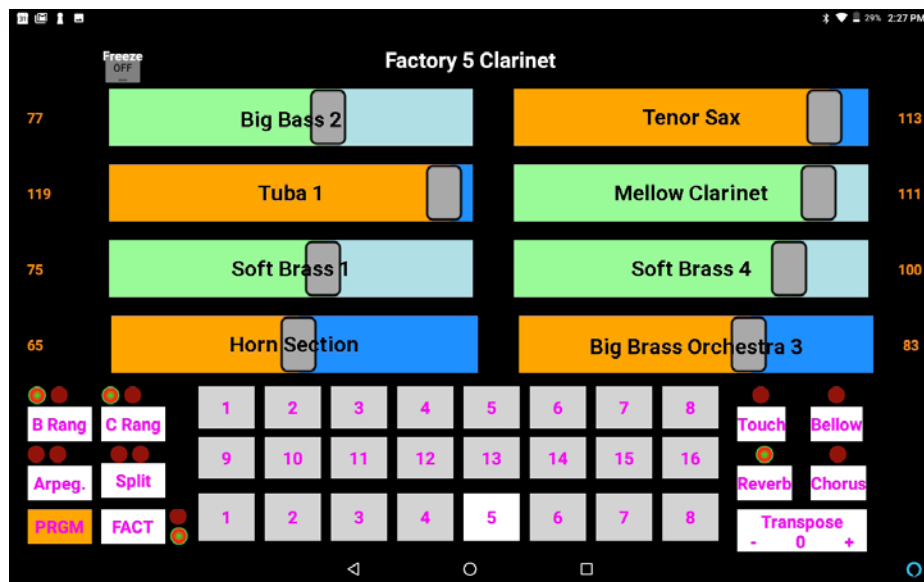 31 29% 2:27 PM
Freeze
OFF
Factory 5 Clarinet
77 Big Bass 2 Tenor Sax 113
119 Tuba 1 Mellow Clarinet 111
75 Soft Brass 1 Soft Brass 4 100
65 Horn Section Big Brass Orchestra 3 83
B Rang C Rang 1 2 3 4 5 6 7 8 Touch Bellow
Arpeg. Split 9 10 11 12 13 14 15 16 Reverb Chorus
PRGM FACT 1 2 3 4 5 6 7 8 Transpose
- 0 +